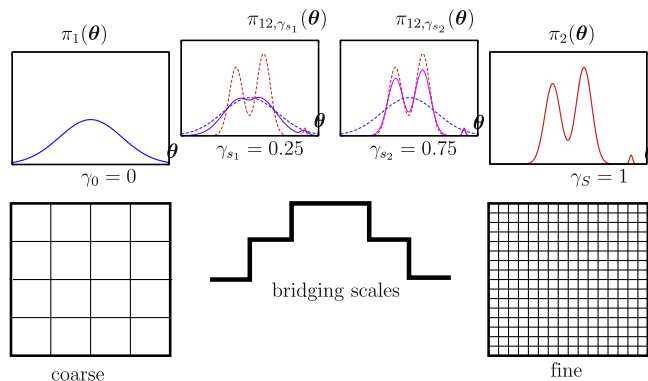 π₁(θ) π₁₂,γₛ₁(θ) π₁₂,γₛ₂(θ) π₂(θ)
θ θ θ
γ₀ = 0 γₛ₁ = 0.25 γₛ₂ = 0.75 γ_S = 1
bridging scales
coarse fine